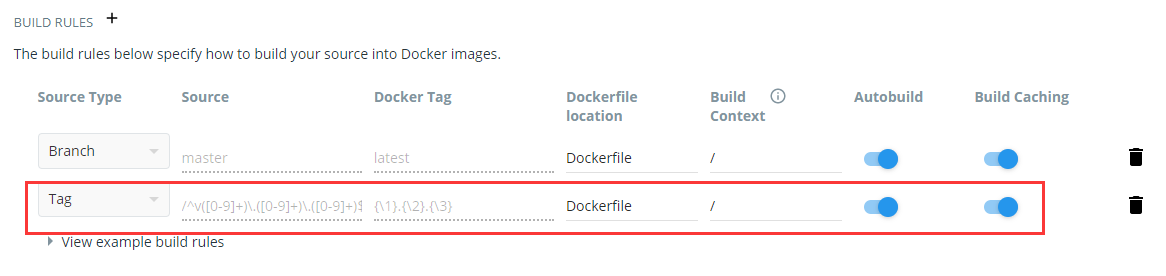 BUILD RULES +
The build rules below specify how to build your source into Docker images.
Source Type Source Docker Tag Dockerfile location Build Context Autobuild Build Caching
Branch master latest Dockerfile /
Tag /^v([0-9]+)\.([0-9]+)\.([0-9]+)$ {\1}.{\2}.{\3} Dockerfile /
View example build rules